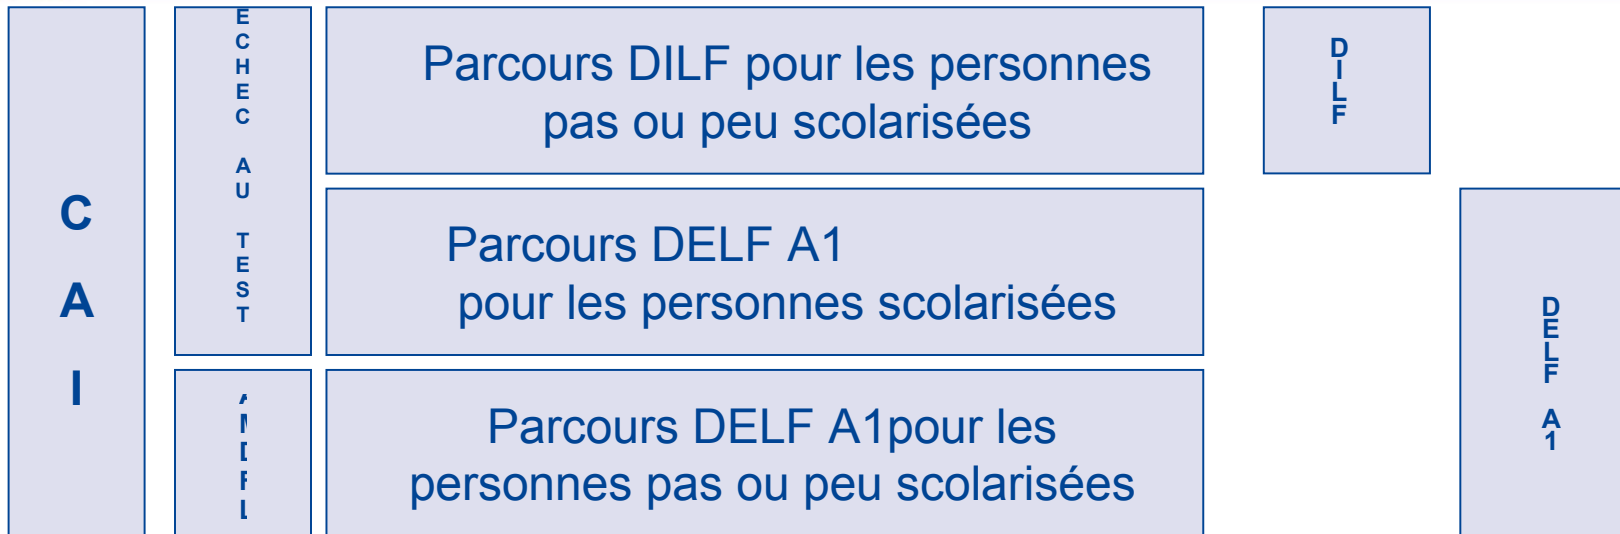 CAI
ECHEC AU TEST
Parcours DILF pour les personnes
pas ou peu scolarisées
DILF
Parcours DELF A1
pour les personnes scolarisées
DELF A1
Parcours DELF A1pour les
personnes pas ou peu scolarisées